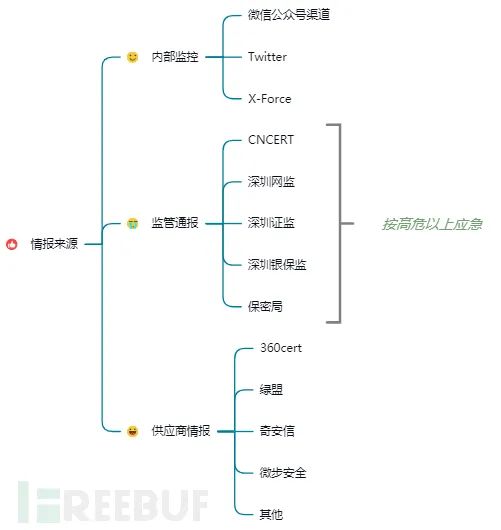 情报来源
内部监控
微信公众号渠道
Twitter
X-Force
监管通报
CNCERT
深圳网监
深圳证监
深圳银保监
保密局
按高危以上应急
供应商情报
360cert
绿盟
奇安信
微步安全
其他
FREEBUF